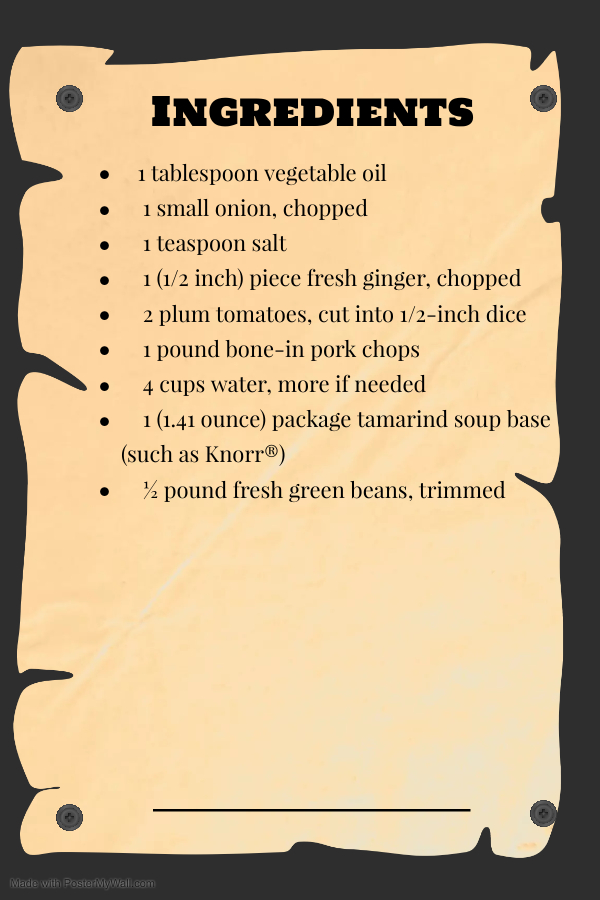 Ingredients
• 1 tablespoon vegetable oil
• 1 small onion, chopped
• 1 teaspoon salt
• 1 (1/2 inch) piece fresh ginger, chopped
• 2 plum tomatoes, cut into 1/2-inch dice
• 1 pound bone-in pork chops
• 4 cups water, more if needed
• 1 (1.41 ounce) package tamarind soup base
(such as Knorr®)
• ½ pound fresh green beans, trimmed
Made with PosterMyWall.com